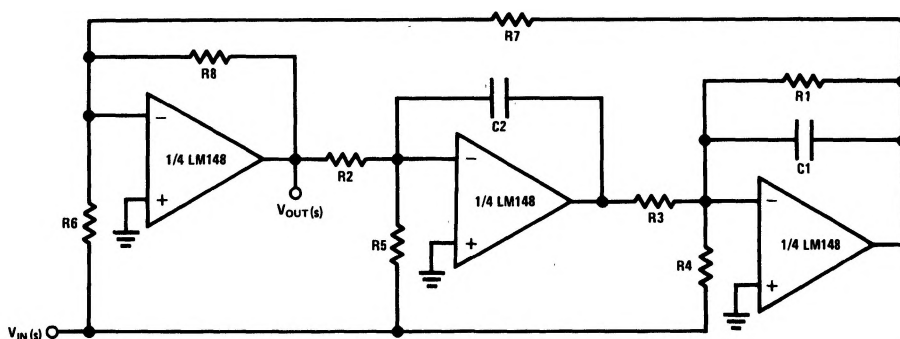 R7
R8
R1
C2
C1
1/4 LM148
R2
1/4 LM148
R3
1/4 LM148
VOUT(s)
R6
R5
R4
VIN(s)